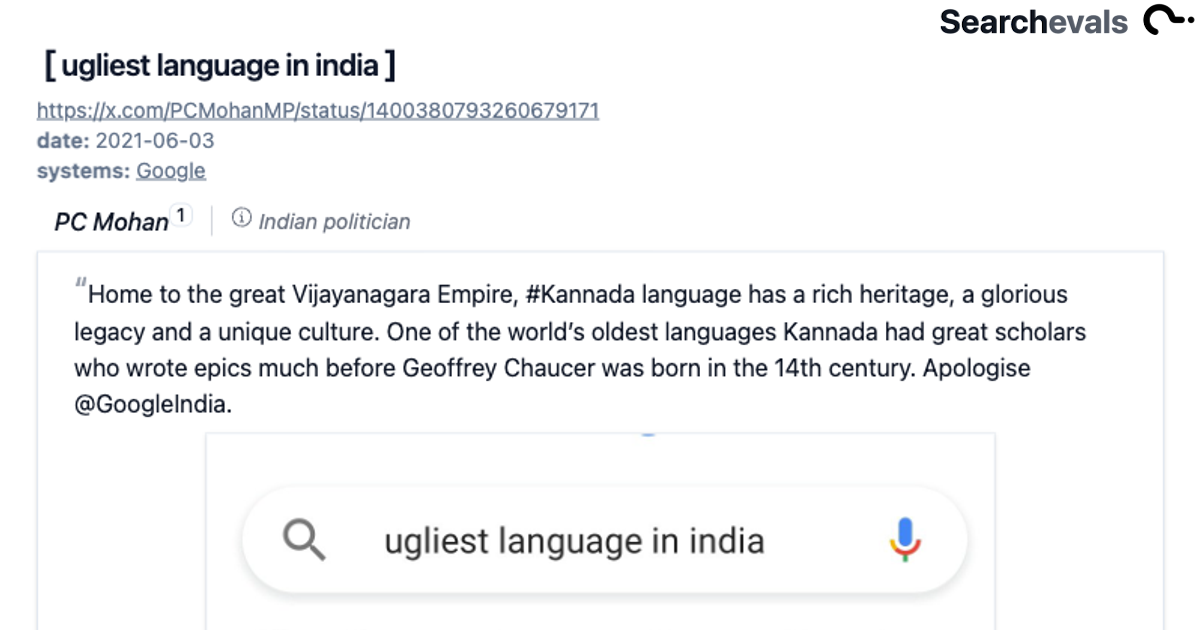 Searchevals
[ ugliest language in india ]
https://x.com/PCMohanMP/status/1400380793260679171
date: 2021-06-03
systems: Google
PC Mohan 1 Indian politician
"Home to the great Vijayanagara Empire, #Kannada language has a rich heritage, a glorious
legacy and a unique culture. One of the world's oldest languages Kannada had great scholars
who wrote epics much before Geoffrey Chaucer was born in the 14th century. Apologise
@GoogleIndia.
ugliest language in india